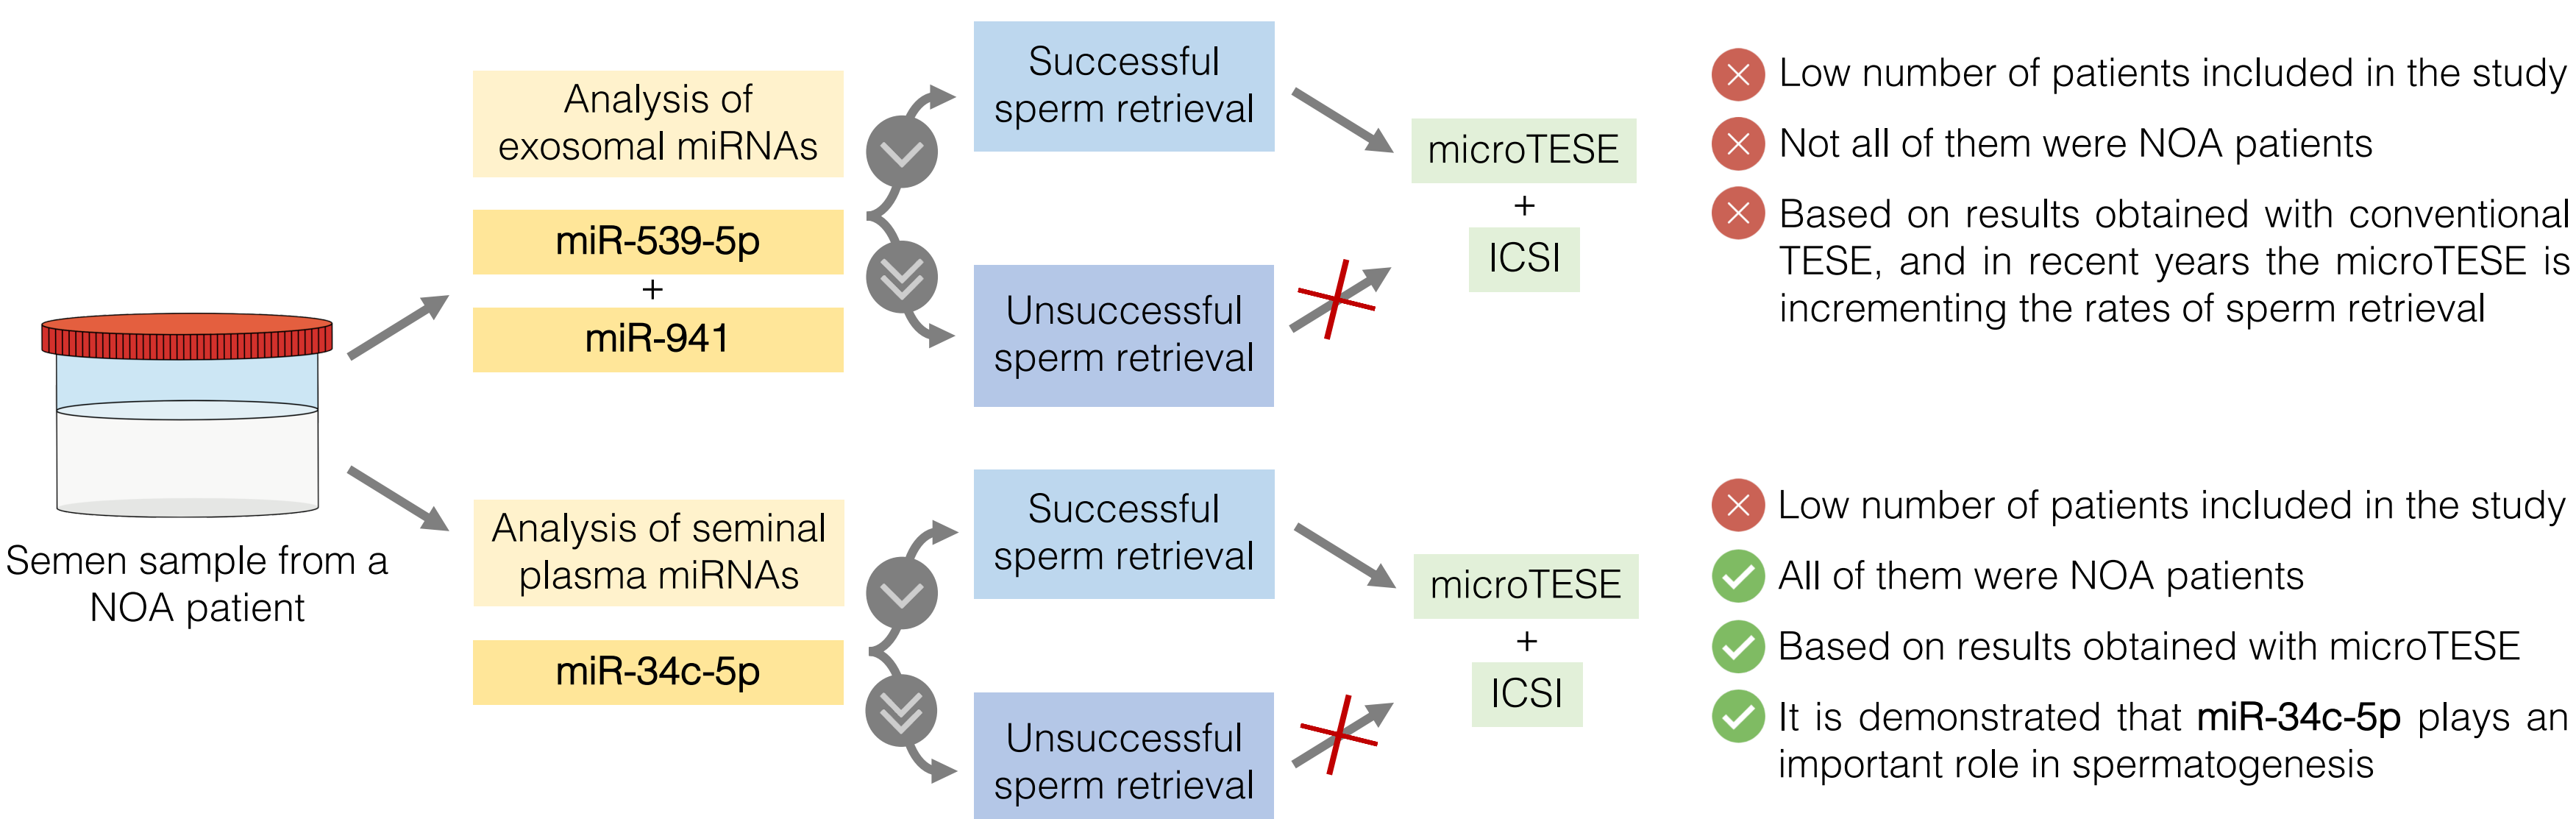 Semen sample from a
NOA patient
Analysis of
exosomal miRNAs
miR-539-5p
+
miR-941
Successful
sperm retrieval
Unsuccessful
sperm retrieval
microTESE
+
ICSI
Low number of patients included in the study
Not all of them were NOA patients
Based on results obtained with conventional
TESE, and in recent years the microTESE is
incrementing the rates of sperm retrieval
Analysis of seminal
plasma miRNAs
miR-34c-5p
Successful
sperm retrieval
Unsuccessful
sperm retrieval
microTESE
+
ICSI
Low number of patients included in the study
All of them were NOA patients
Based on results obtained with microTESE
It is demonstrated that miR-34c-5p plays an
important role in spermatogenesis